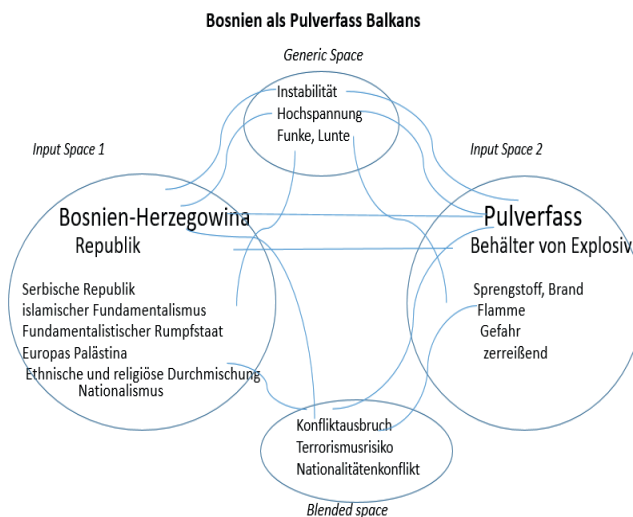 Bosnien als Pulverfass Balkans
Generic Space
Instabilität
Hochspannung
Funke, Lunte
Input Space 1
Input Space 2
Bosnien-Herzegowina
Republik
Serbische Republik
islamischer Fundamentalismus
Fundamentalistischer Rumpfstaat
Europas Palästina
Ethnische und religiöse Durchmischung
Nationalismus
Pulverfass
Behälter von Explosiv
Sprengstoff, Brand
Flamme
Gefahr
zerreißend
Konfliktausbruch
Terrorismusrisiko
Nationalitätenkonflikt
Blended space